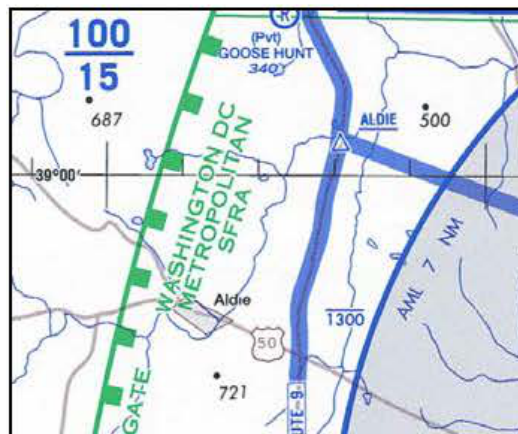 R
(Pvt)
GOOSE HUNT
340
100
15
687
ALDIE
500
39°00'
WASHINGTON DC
METROPOLITAN
SFRA
AML 7 NM
Aldie
1300
50
721
GATE
UTE 9